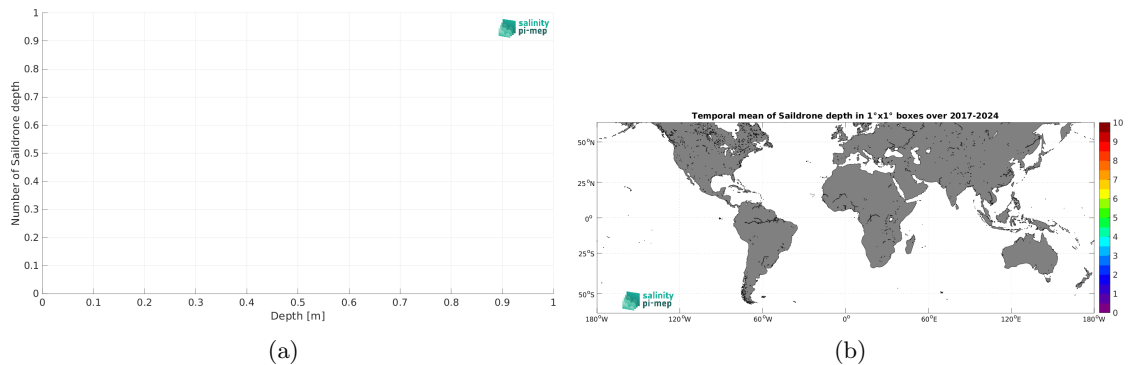 salinity
pi-mep
Number of Saildrone depth
1
0.9
0.8
0.7
0.6
0.5
0.4
0.3
0.2
0.1
0
0 0.1 0.2 0.3 0.4 0.5 0.6 0.7 0.8 0.9 1
Depth [m]
(a)
Temporal mean of Saildrone depth in 1°x1° boxes over 2017-2024
50°N
25°N
0°
25°S
50°S
180°W 120°W 60°W 0° 60°E 120°E 180°W
salinity
pi-mep
10
9
8
7
6
5
4
3
2
1
0
(b)